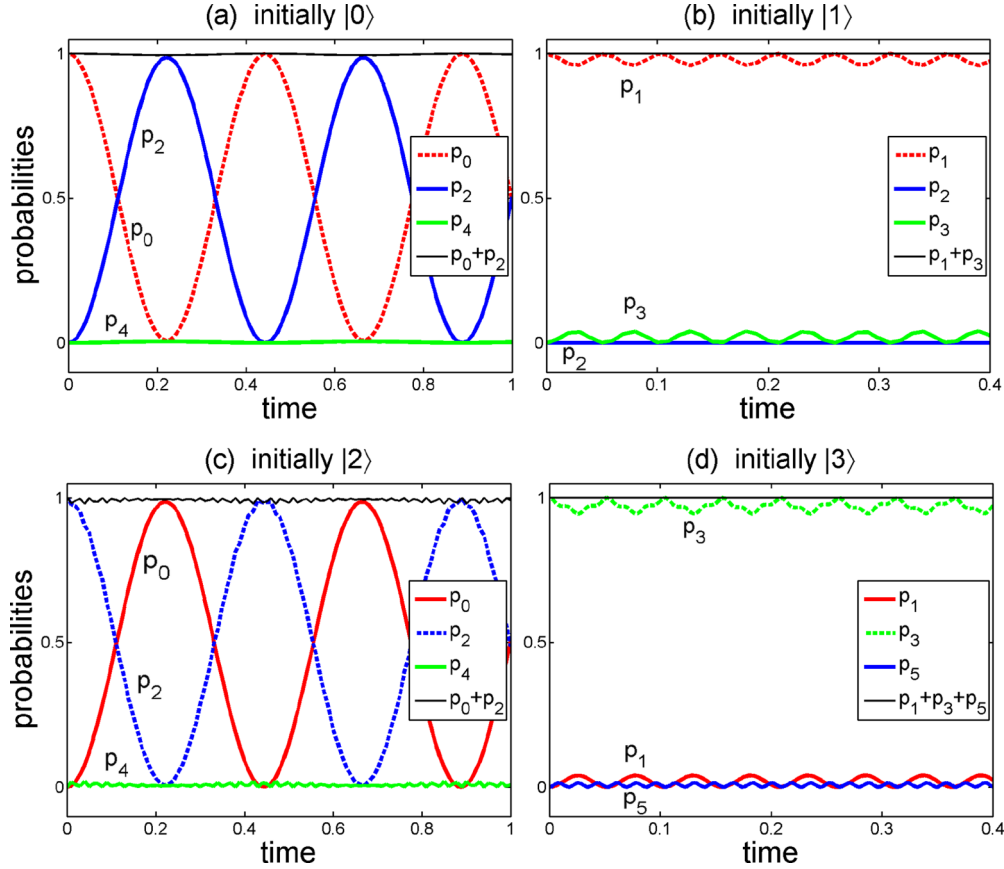 (a) initially |0⟩
probabilities
1
0.5
0
p2
p0
p4
p0
p2
p4
p0+p2
0 0.2 0.4 0.6 0.8 1
time
(b) initially |1⟩
1
0.5
0
p1
p1
p2
p3
p1+p3
p3
p2
0 0.1 0.2 0.3 0.4
time
(c) initially |2⟩
probabilities
1
0.5
0
p0
p2
p4
p0
p2
p4
p0+p2
0 0.2 0.4 0.6 0.8 1
time
(d) initially |3⟩
1
0.5
0
p3
p1
p3
p5
p1+p3+p5
p1
p5
0 0.1 0.2 0.3 0.4
time